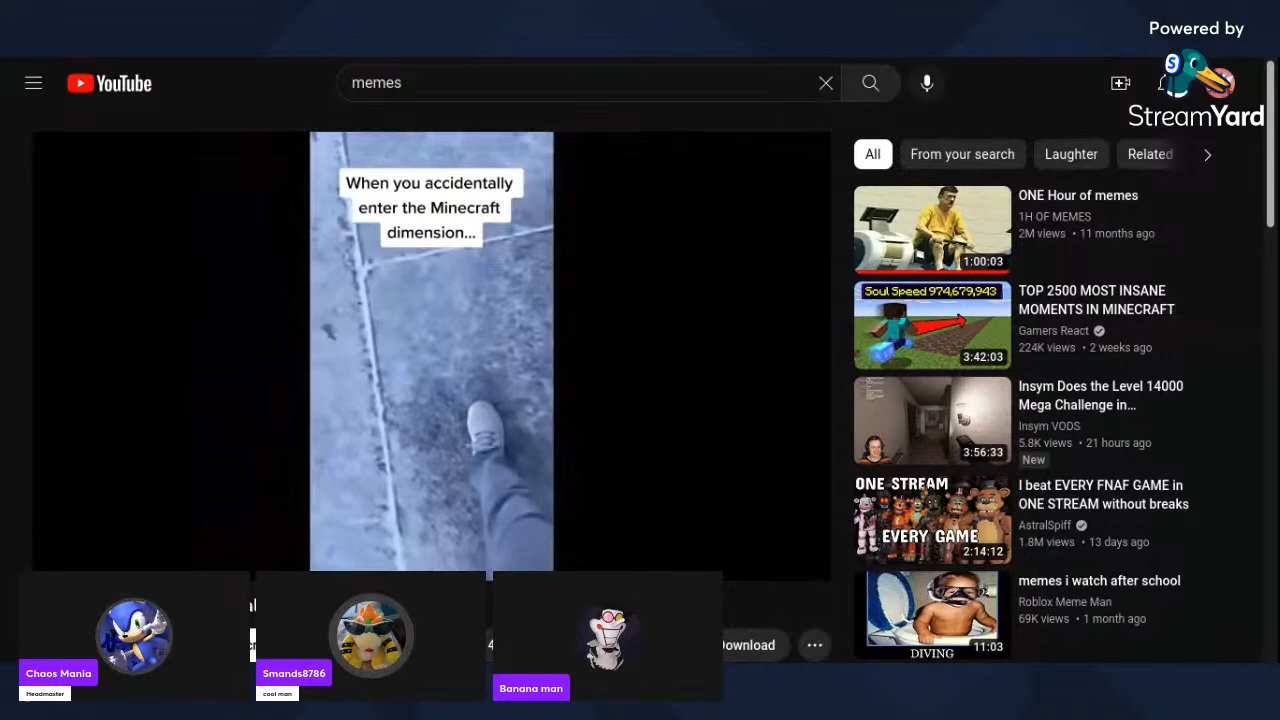 Powered by
StreamYard
YouTube
memes
When you accidentally
enter the Minecraft
dimension...
All
From your search
Laughter
Related
ONE Hour of memes
1H OF MEMES
2M views • 11 months ago
1:00:03
Soul Speed 974,679,943
3:42:03
TOP 2500 MOST INSANE
MOMENTS IN MINECRAFT
Gamers React
224K views • 2 weeks ago
3:56:33
Insym Does the Level 14000
Mega Challenge in...
Insym VODS
5.8K views • 21 hours ago
New
ONE STREAM
EVERY GAME
2:14:12
I beat EVERY FNAF GAME in
ONE STREAM without breaks
AstralSpiff
1.8M views • 13 days ago
DIVING
11:03
memes i watch after school
Roblox Meme Man
69K views • 1 month ago
Download
Chaos Mania
Headmaster
Smands8786
cool man
Banana man